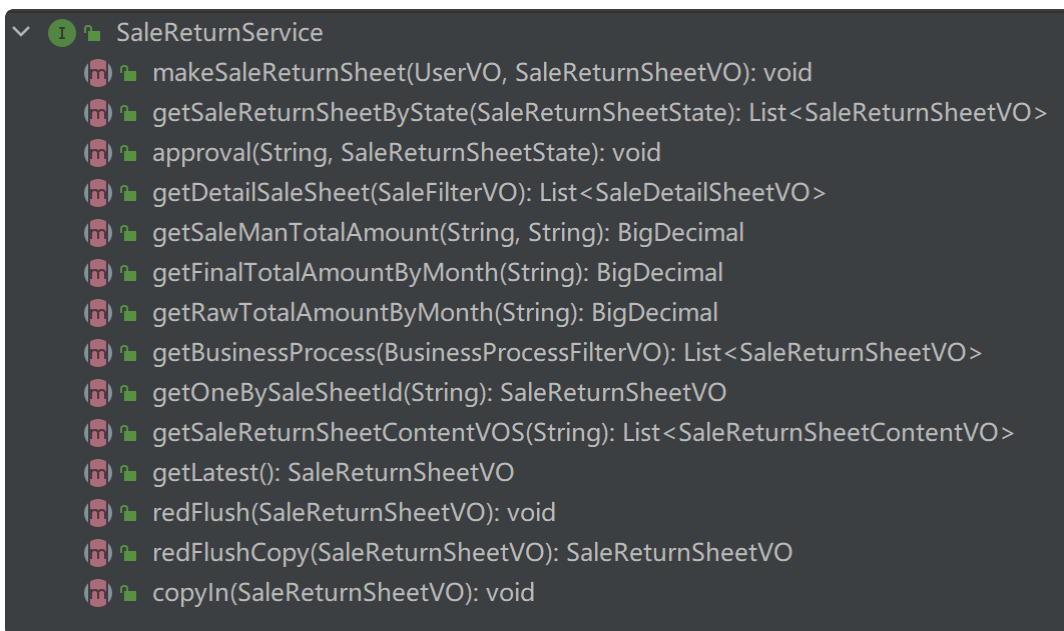 I SaleReturnService
m makeSaleReturnSheet(UserVO, SaleReturnSheetVO): void
m getSaleReturnSheetByState(SaleReturnSheetState): List<SaleReturnSheetVO>
m approval(String, SaleReturnSheetState): void
m getDetailSaleSheet(SaleFilterVO): List<SaleDetailSheetVO>
m getSaleManTotalAmount(String, String): BigDecimal
m getFinalTotalAmountByMonth(String): BigDecimal
m getRawTotalAmountByMonth(String): BigDecimal
m getBusinessProcess(BusinessProcessFilterVO): List<SaleReturnSheetVO>
m getOneBySaleSheetId(String): SaleReturnSheetVO
m getSaleReturnSheetContentVOS(String): List<SaleReturnSheetContentVO>
m getLatest(): SaleReturnSheetVO
m redFlush(SaleReturnSheetVO): void
m redFlushCopy(SaleReturnSheetVO): SaleReturnSheetVO
m copyIn(SaleReturnSheetVO): void